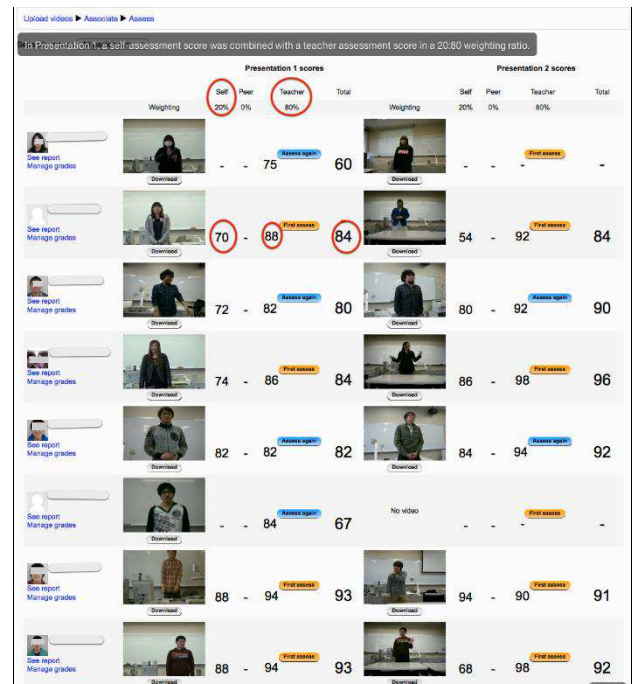 Upload videos ▶ Associate ▶ Assess
In Presentation 1, a self-assessment score was combined with a teacher assessment score in a 20:80 weighting ratio.
Presentation 1 scores Presentation 2 scores
Self Peer Teacher Total Self Peer Teacher Total
Weighting 20% 0% 80% Weighting 20% 0% 80%
See report
Manage grades
Download
- - 75 Assess again 60
Download
- - - First assess -
See report
Manage grades
Download
70 - 88 First assess 84
Download
54 - 92 First assess 84
See report
Manage grades
Download
72 - 82 Assess again 80
Download
80 - 92 Assess again 90
See report
Manage grades
Download
74 - 86 First assess 84
Download
86 - 98 First assess 96
See report
Manage grades
Download
82 - 82 Assess again 82
Download
84 - 94 Assess again 92
See report
Manage grades
Download
- - 84 Assess again 67
No video
- - - First assess -
See report
Manage grades
Download
88 - 94 First assess 93
Download
94 - 90 First assess 91
See report
Manage grades
Download
88 - 94 First assess 93
Download
68 - 98 First assess 92